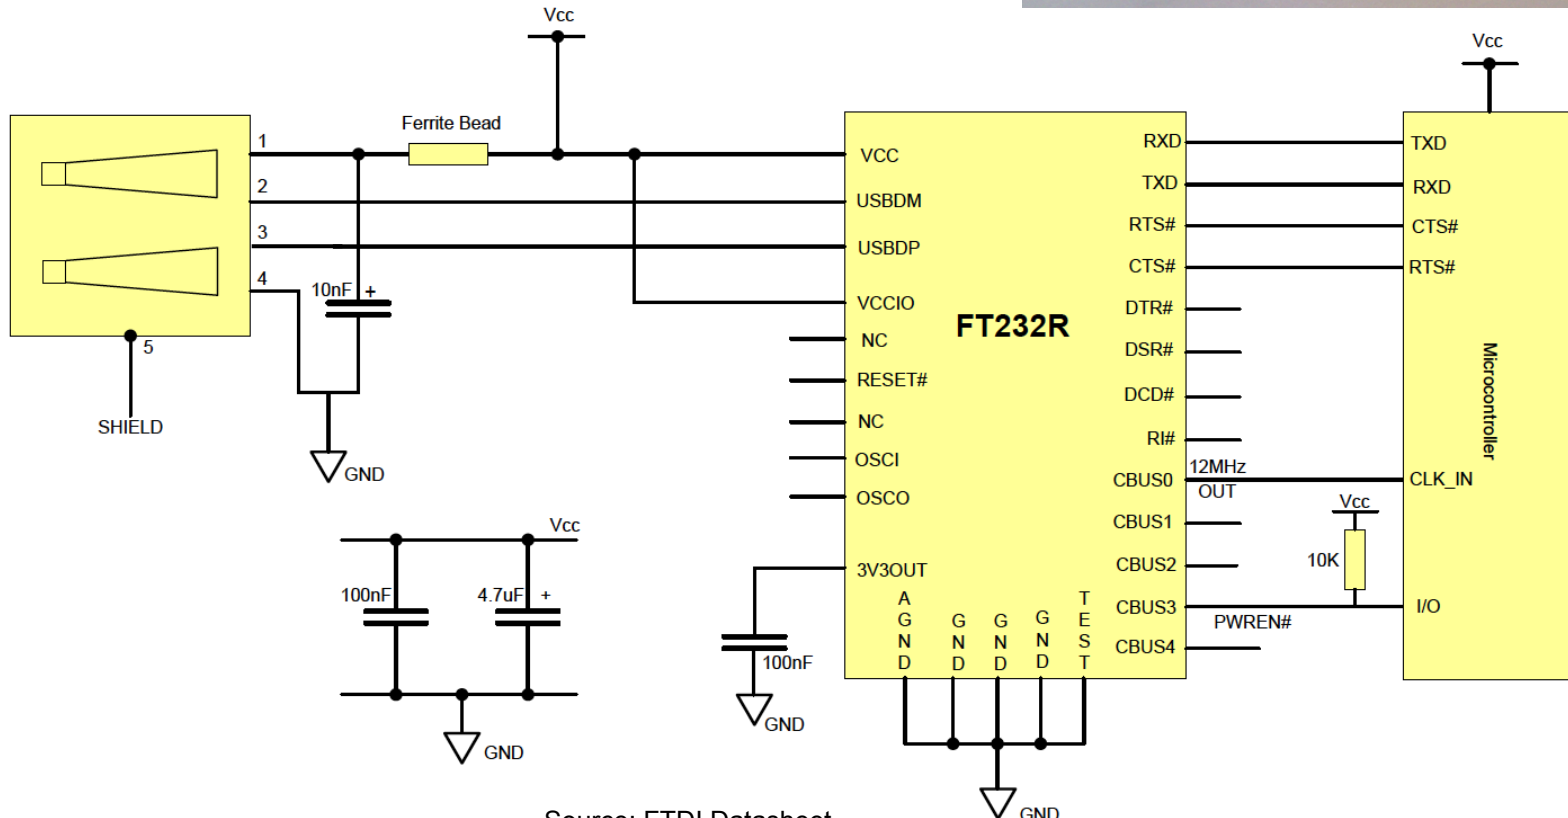 Vcc
Vcc
Ferrite Bead
1
2
3
4
5
SHIELD
10nF +
GND
Vcc
100nF
4.7uF +
GND
VCC
USBDM
USBDP
VCCIO
NC
RESET#
NC
OSCI
OSCO
3V3OUT
100nF
GND
FT232R
AGND
GND
GND
GND
TEST
GND
RXD
TXD
RTS#
CTS#
DTR#
DSR#
DCD#
RI#
CBUS0
CBUS1
CBUS2
CBUS3
CBUS4
12MHz
OUT
Vcc
10K
PWREN#
TXD
RXD
CTS#
RTS#
CLK_IN
I/O
Microcontroller
Source: FTDI Datasheet